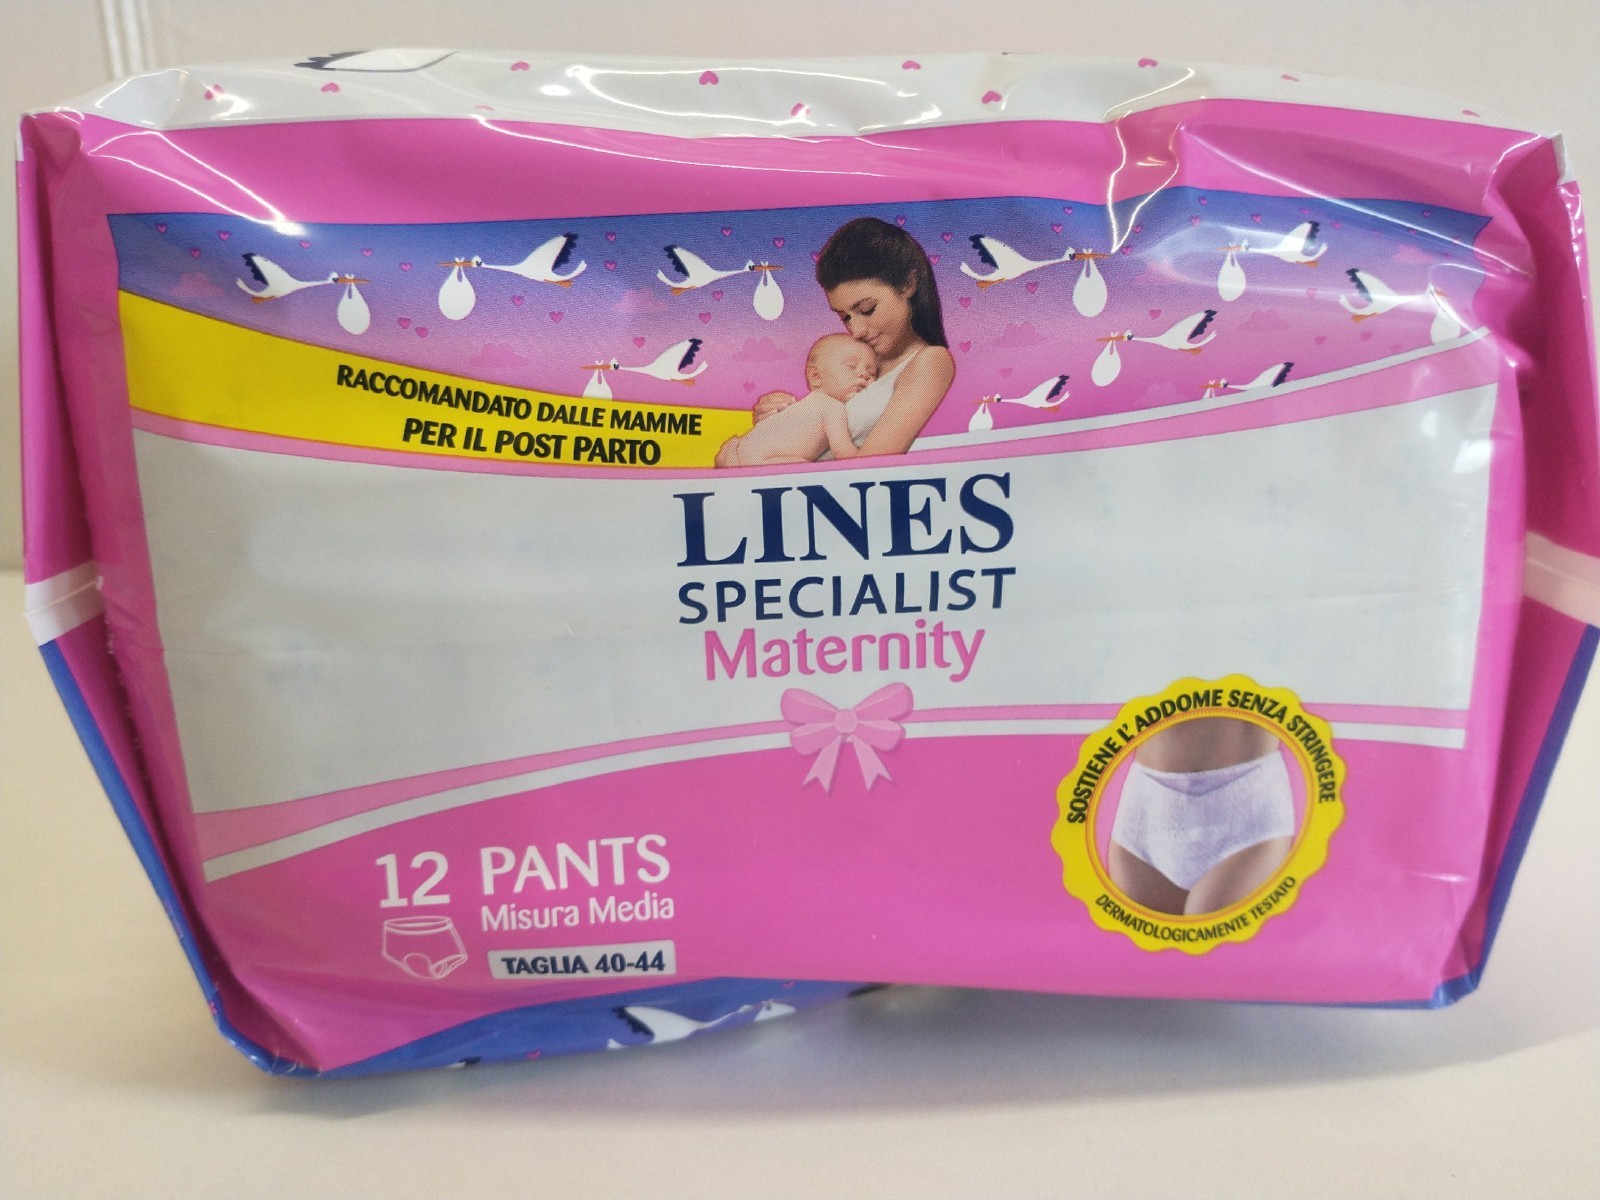 RACCOMANDATO DALLE MAMME
PER IL POST PARTO
LINES
SPECIALIST
Maternity
SOSTIENE L'ADDOME SENZA STRINGERE
DERMATOLOGICAMENTE TESTATO
12 PANTS
Misura Media
TAGLIA 40-44